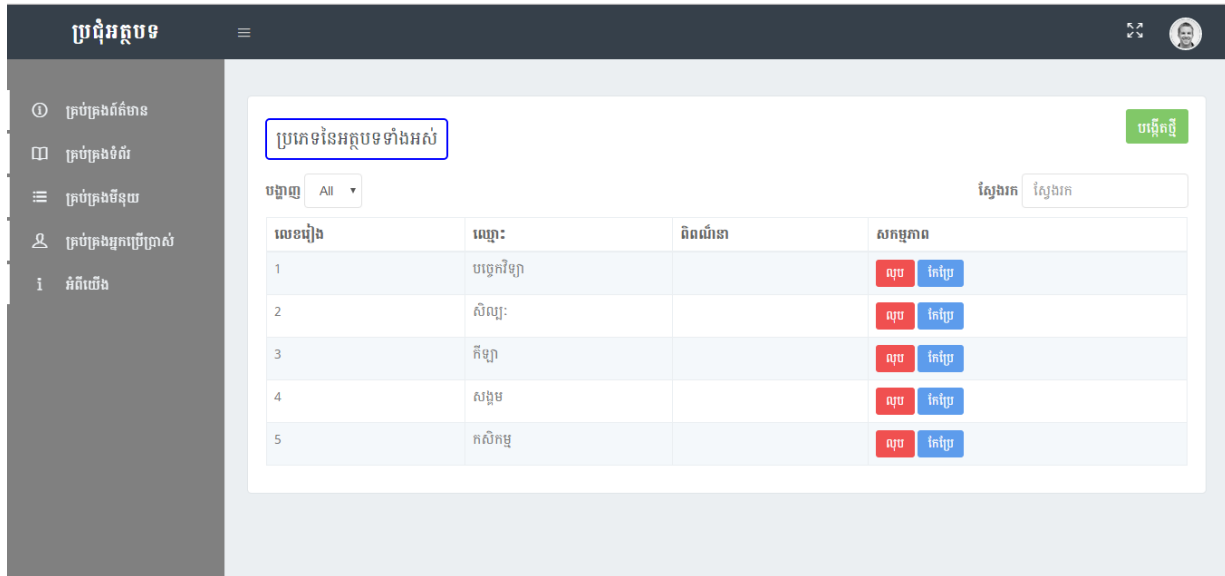 ប្រជុំអត្ថបទ
គ្រប់គ្រងព័ត៌មាន
គ្រប់គ្រងទំព័រ
គ្រប់គ្រងមីនុយ
គ្រប់គ្រងអ្នកប្រើប្រាស់
អំពីយើង
ប្រភេទនៃអត្ថបទទាំងអស់
បង្កើតថ្មី
បង្ហាញ All ស្វែងរក ស្វែងរក
លេខរៀង ឈ្មោះ ពិពណ៌នា សកម្មភាព
1 បច្ចេកវិទ្យា លុប កែប្រែ
2 សិល្បៈ លុប កែប្រែ
3 កីឡា លុប កែប្រែ
4 សង្គម លុប កែប្រែ
5 កសិកម្ម លុប កែប្រែ